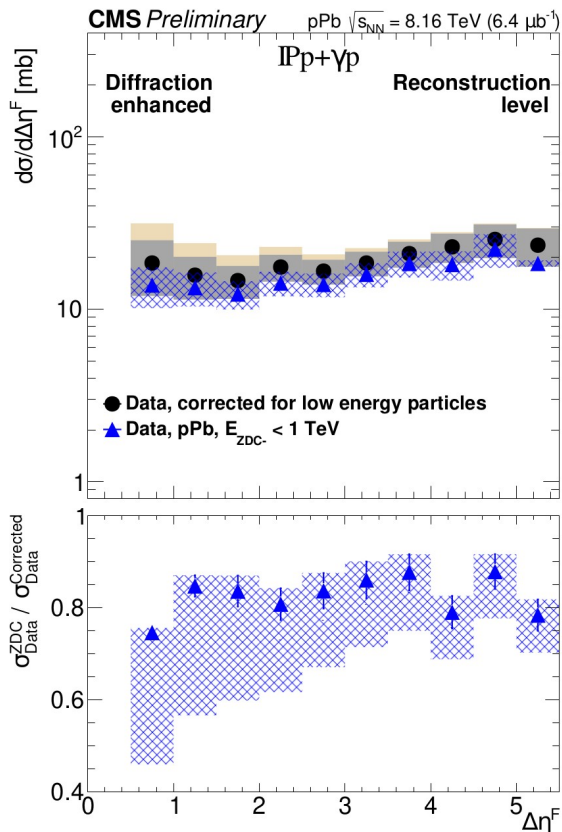 CMS Preliminary pPb √s_NN = 8.16 TeV (6.4 μb⁻¹)
IPp+γp
Diffraction enhanced
Reconstruction level
dσ/dΔη^F [mb]
10²
10
1
Data, corrected for low energy particles
Data, pPb, E_ZDC- < 1 TeV
σ^ZDC_Data / σ^Corrected_Data
1
0.8
0.6
0.4
0 1 2 3 4 5
Δη^F